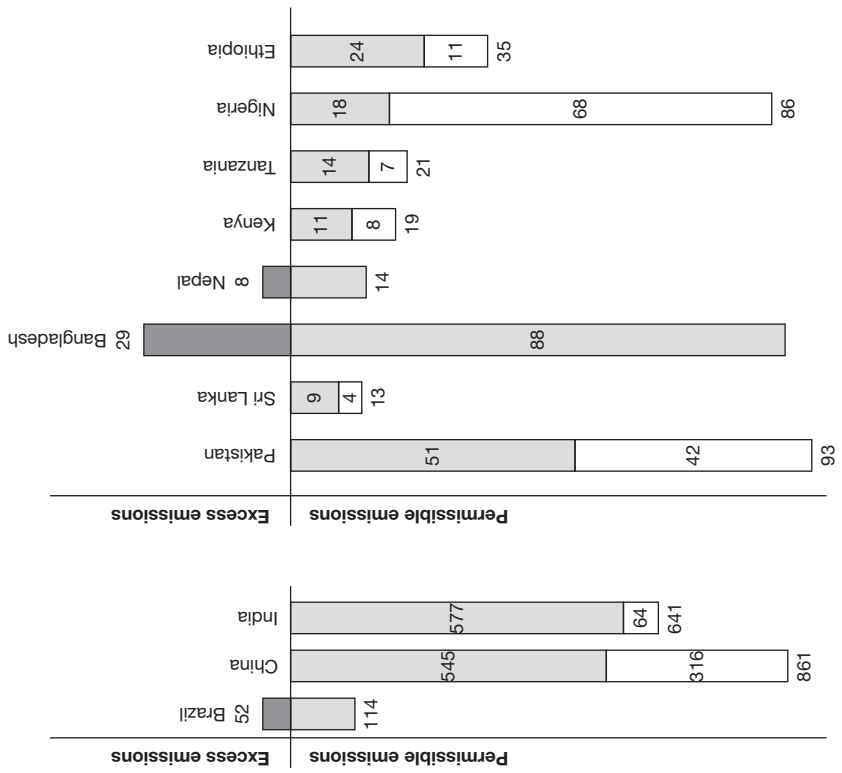 Permissible emissions Excess emissions
114 52 Brazil
861 316 545 China
641 64 577 India
Permissible emissions Excess emissions
93 42 51 Pakistan
13 4 9 Sri Lanka
88 29 Bangladesh
14 8 Nepal
19 8 11 Kenya
21 7 14 Tanzania
86 68 18 Nigeria
35 11 24 Ethiopia